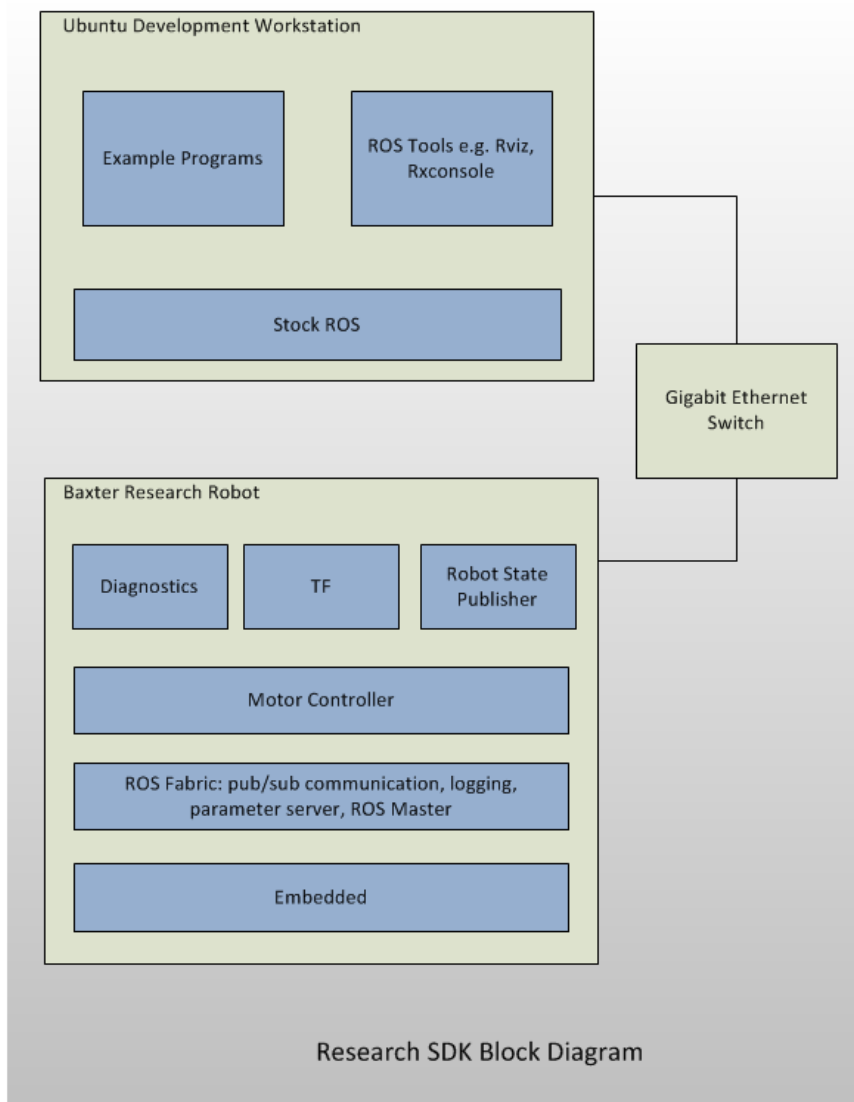 Ubuntu Development Workstation
Example Programs
ROS Tools e.g. Rviz,
Rxconsole
Stock ROS
Gigabit Ethernet
Switch
Baxter Research Robot
Diagnostics
TF
Robot State
Publisher
Motor Controller
ROS Fabric: pub/sub communication, logging,
parameter server, ROS Master
Embedded
Research SDK Block Diagram